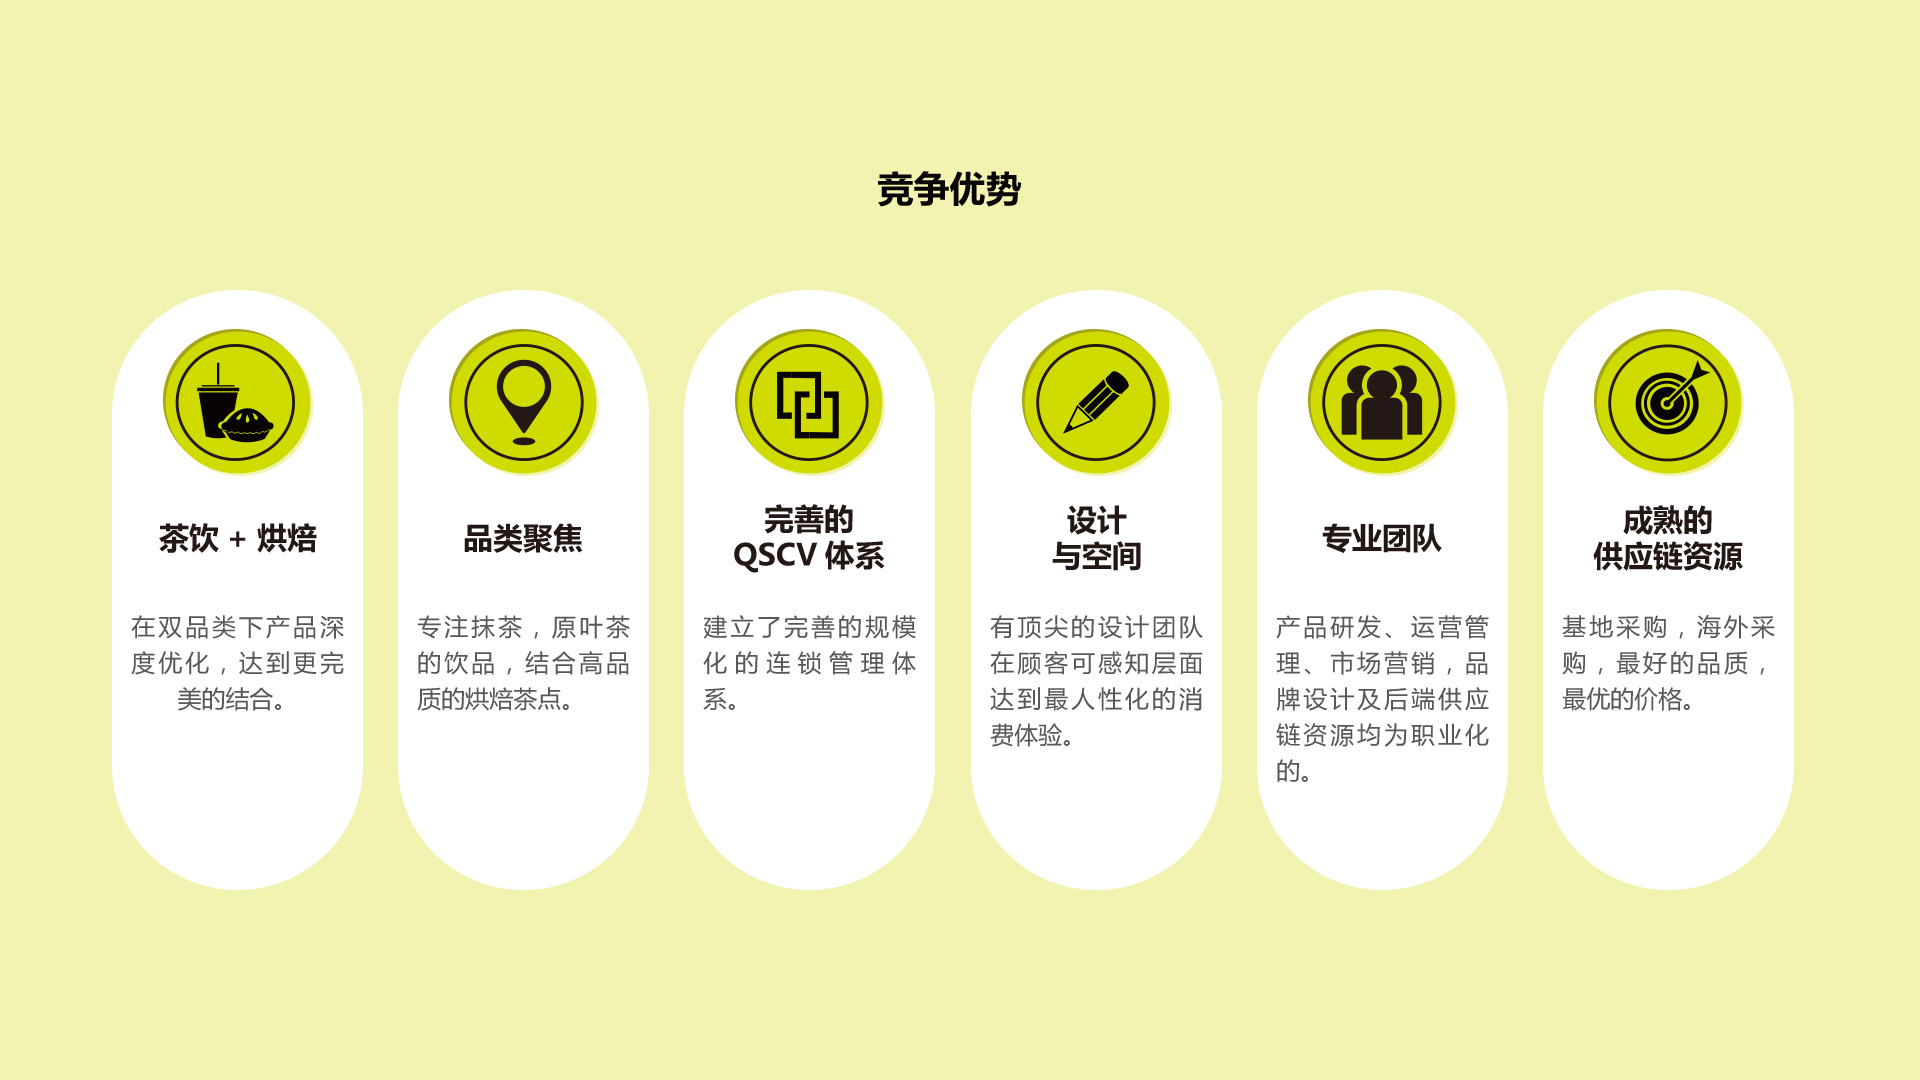 竞争优势
茶饮 + 烘焙
在双品类下产品深
度优化，达到更完
美的结合。
品类聚焦
专注抹茶，原叶茶
的饮品，结合高品
质的烘焙茶点。
完善的
QSCV 体系
建立了完善的规模
化的连锁管理体
系。
设计
与空间
有顶尖的设计团队
在顾客可感知层面
达到最人性化的消
费体验。
专业团队
产品研发、运营管
理、市场营销，品
牌设计及后端供应
链资源均为职业化
的。
成熟的
供应链资源
基地采购，海外采
购，最好的品质，
最优的价格。